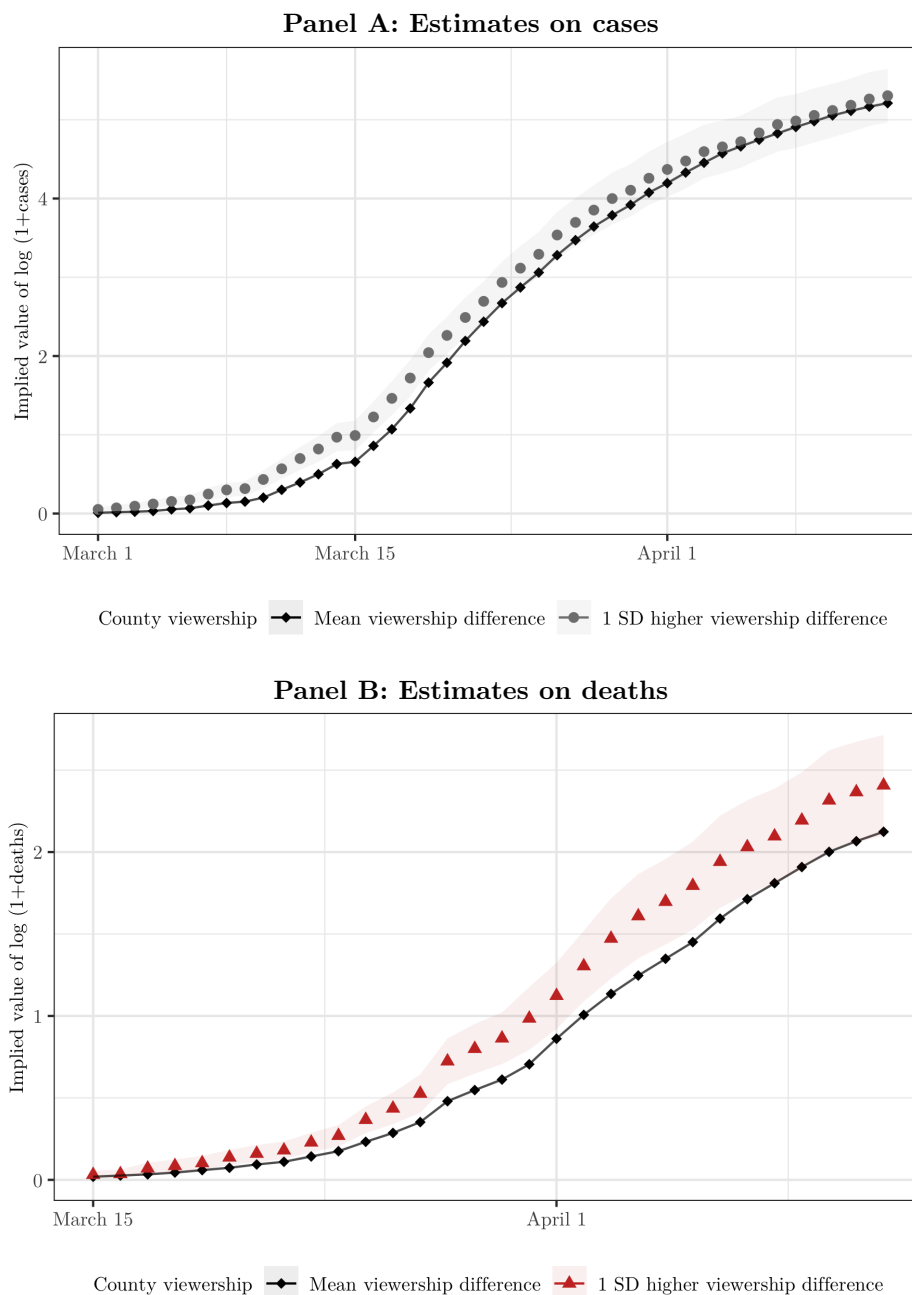 Panel A: Estimates on cases
Implied value of log (1+cases)
4
2
0
March 1
March 15
April 1
County viewership
Mean viewership difference
1 SD higher viewership difference
Panel B: Estimates on deaths
Implied value of log (1+deaths)
2
1
0
March 15
April 1
County viewership
Mean viewership difference
1 SD higher viewership difference